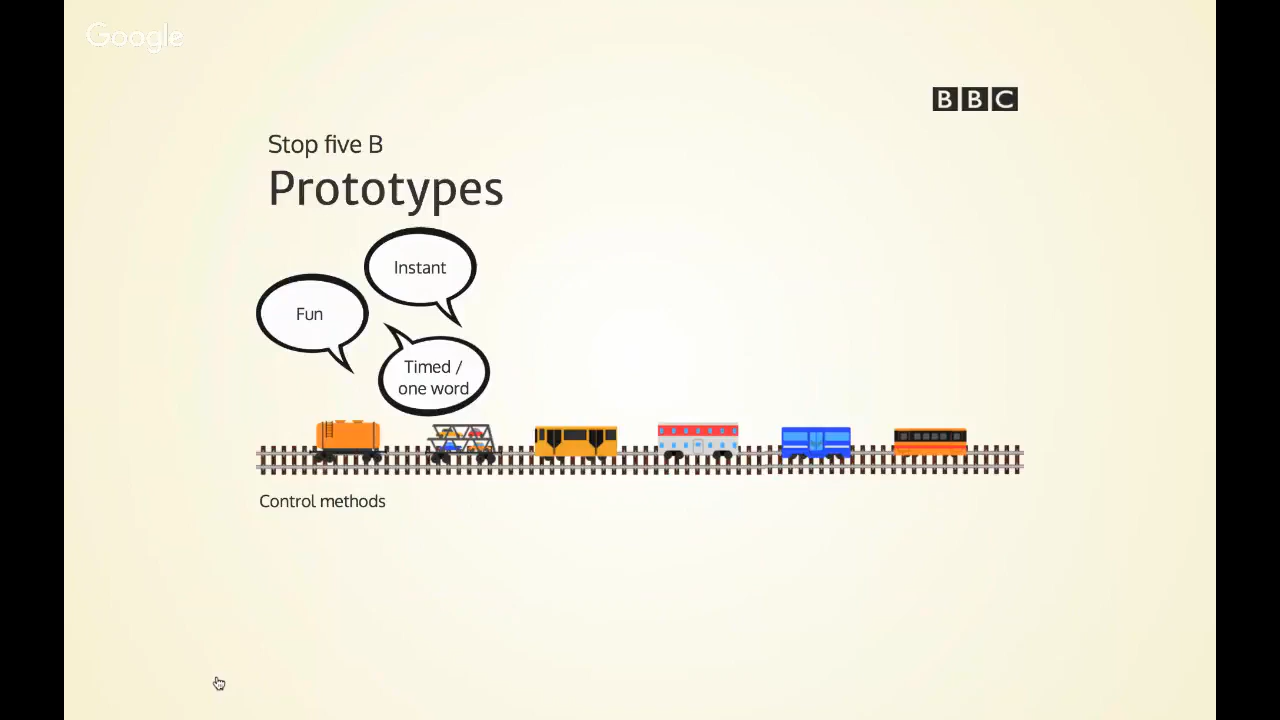 Google
BBC
Stop five B
Prototypes
Instant
Fun
Timed /
one word
Control methods